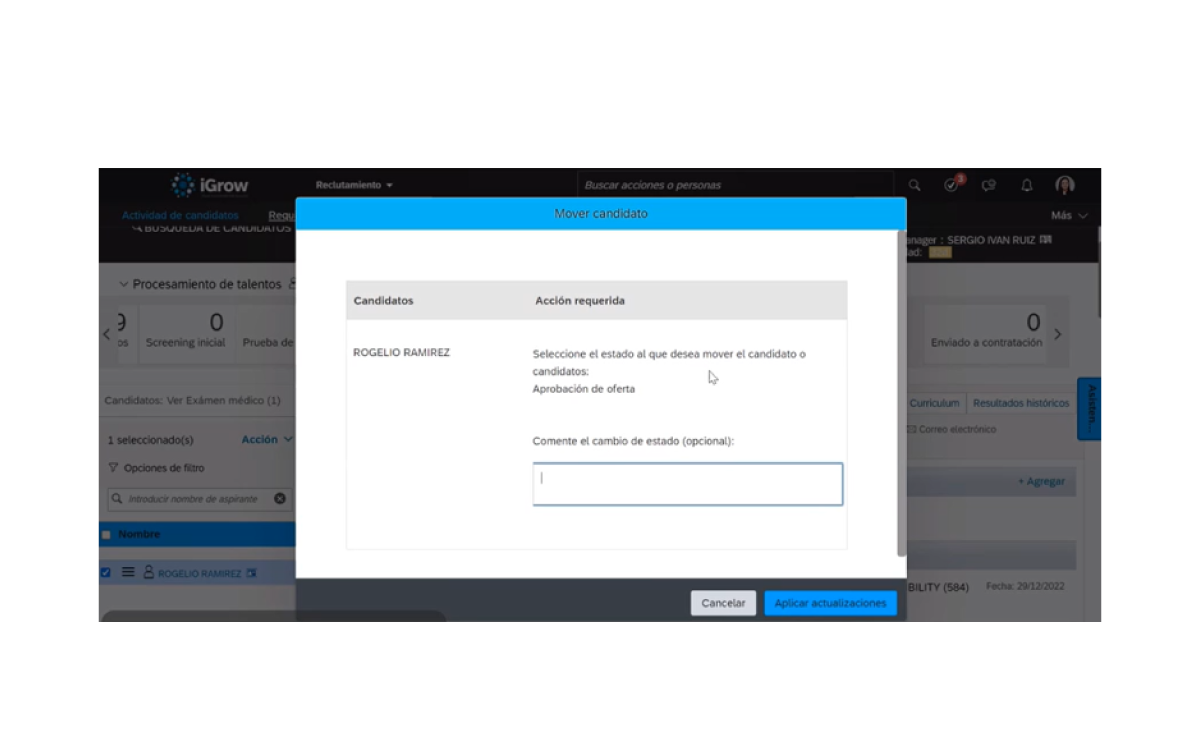 iGrow
Reclutamiento
Buscar acciones o personas
3
Actividad de candidatos
Requ
Más
BÚSQUEDA DE CANDIDATOS
Mover candidato
anager : SERGIO IVAN RUIZ
dad:
Procesamiento de talentos
9
os
0
Screening inicial
Prueba de
0
Enviado a contratación
Candidatos
Acción requerida
ROGELIO RAMIREZ
Seleccione el estado al que desea mover el candidato o
candidatos:
Aprobación de oferta
Comente el cambio de estado (opcional):
Candidatos: Ver Exámen médico (1)
1 seleccionado(s)
Acción
Opciones de filtro
Introducir nombre de aspirante
Nombre
ROGELIO RAMIREZ
Curriculum
Resultados históricos
Correo electrónico
Asisten...
+ Agregar
BILITY (584)
Fecha: 29/12/2022
Cancelar
Aplicar actualizaciones